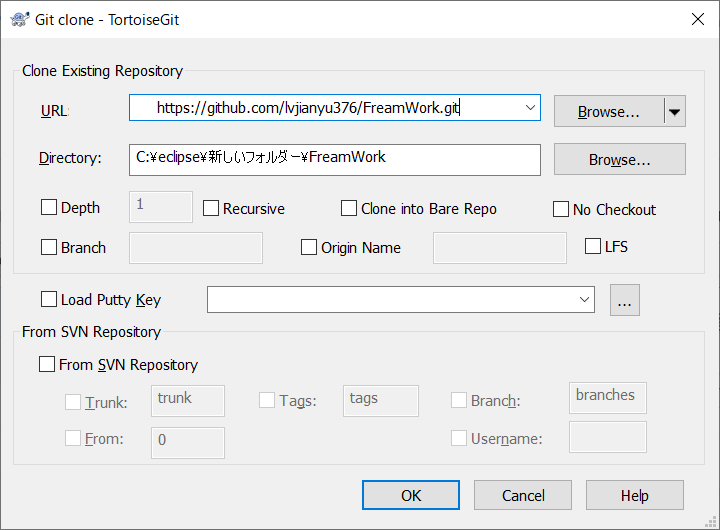 Git clone - TortoiseGit
Clone Existing Repository
URL: https://github.com/lvjianyu376/FreamWork.git Browse...
Directory: C:¥eclipse¥新しいフォルダー¥FreamWork Browse...
Depth 1 Recursive Clone into Bare Repo No Checkout
Branch Origin Name LFS
Load Putty Key ...
From SVN Repository
From SVN Repository
Trunk: trunk Tags: tags Branch: branches
From: 0 Username:
OK Cancel Help